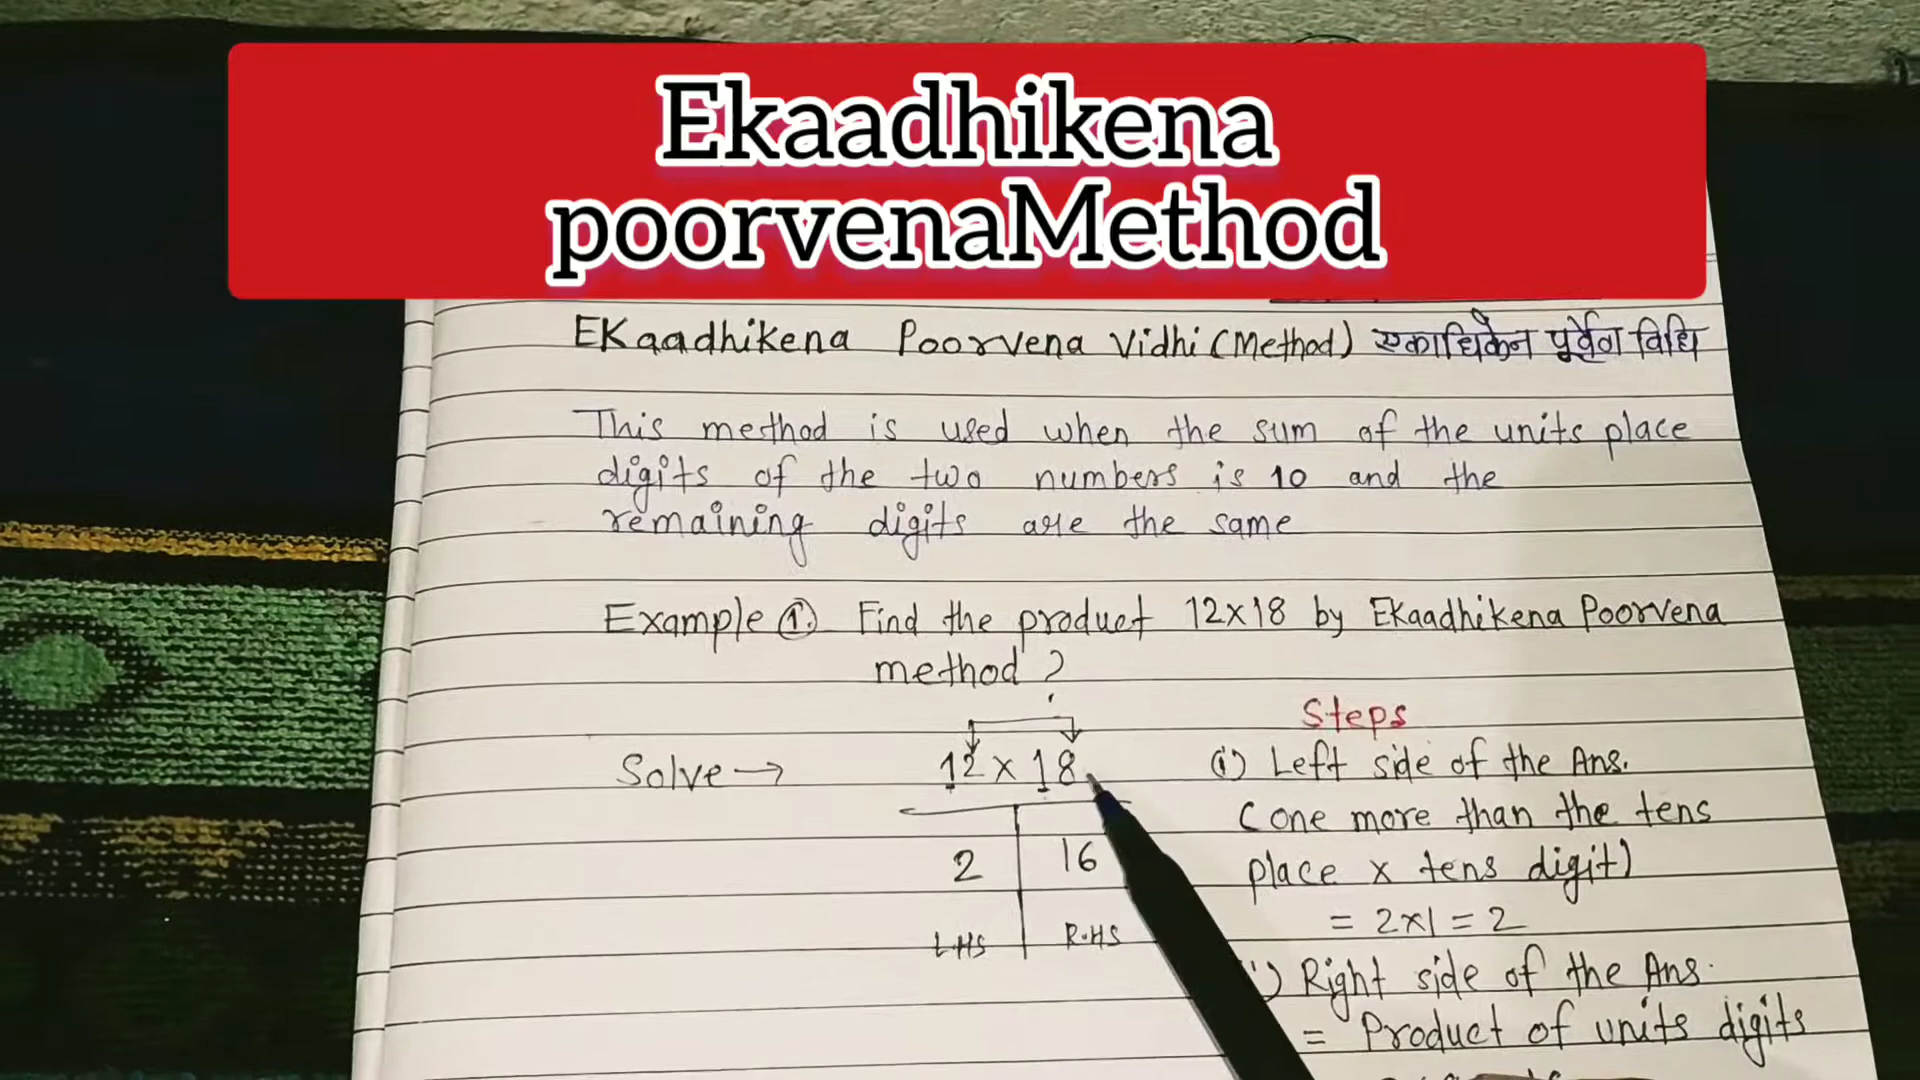 Ekaadhikena
poorvenaMethod
EKaadhikena Poorvena Vidhi (Method) एकाधिकेन पूर्वेण विधि
This method is used when the sum of the units place
digits of the two numbers is 10 and the
remaining digits are the same
Example ①. Find the product 12x18 by Ekaadhikena Poorvena
method ?
Steps
Solve → 12 x 18
(i) Left side of the Ans.
(one more than the tens
place x tens digit)
= 2x1 = 2
2 | 16
L.HS R.HS
) Right side of the Ans.
= Product of units digits